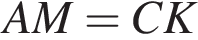 AM = CK